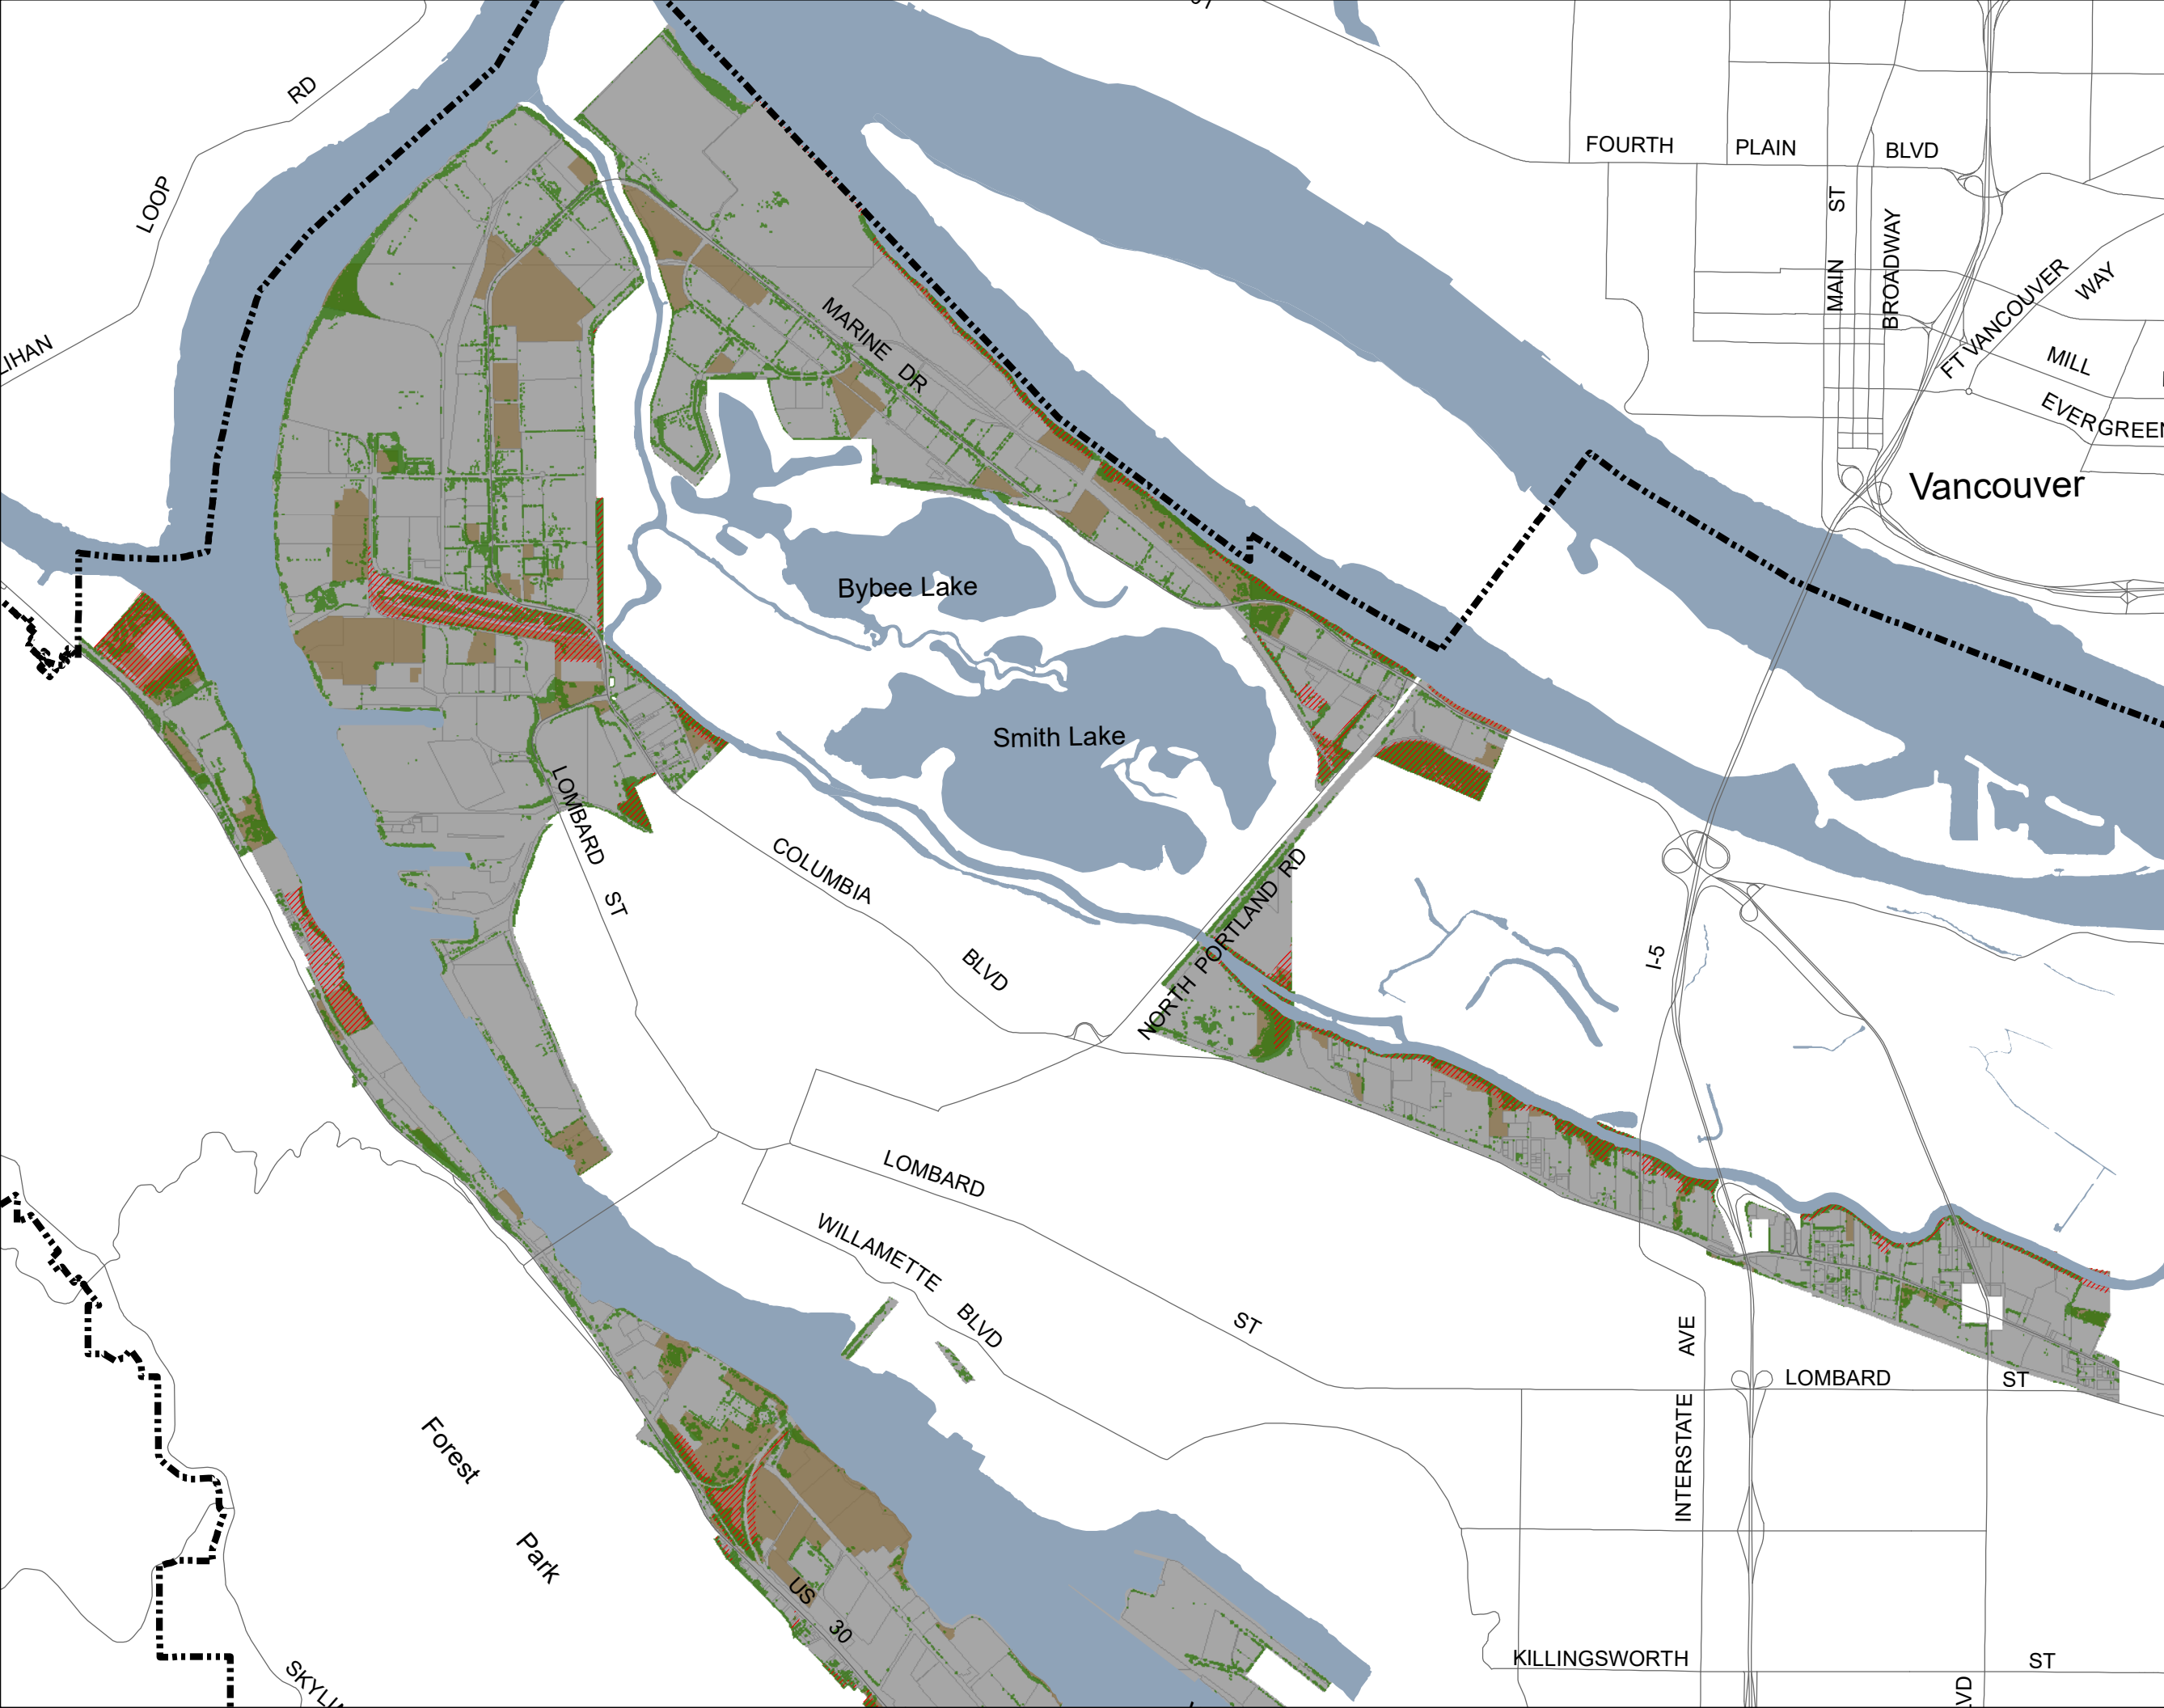 RD
LOOP
FOURTH PLAIN BLVD
ST
MAIN
BROADWAY
FT VANCOUVER
WAY
MILL
EVERGREEN
Vancouver
MARINE DR
Bybee Lake
Smith Lake
LOMBARD ST
COLUMBIA BLVD
NORTH PORTLAND RD
I-5
LOMBARD ST
WILLAMETTE BLVD
AVE
INTERSTATE
LOMBARD ST
Forest Park
US 30
KILLINGSWORTH ST